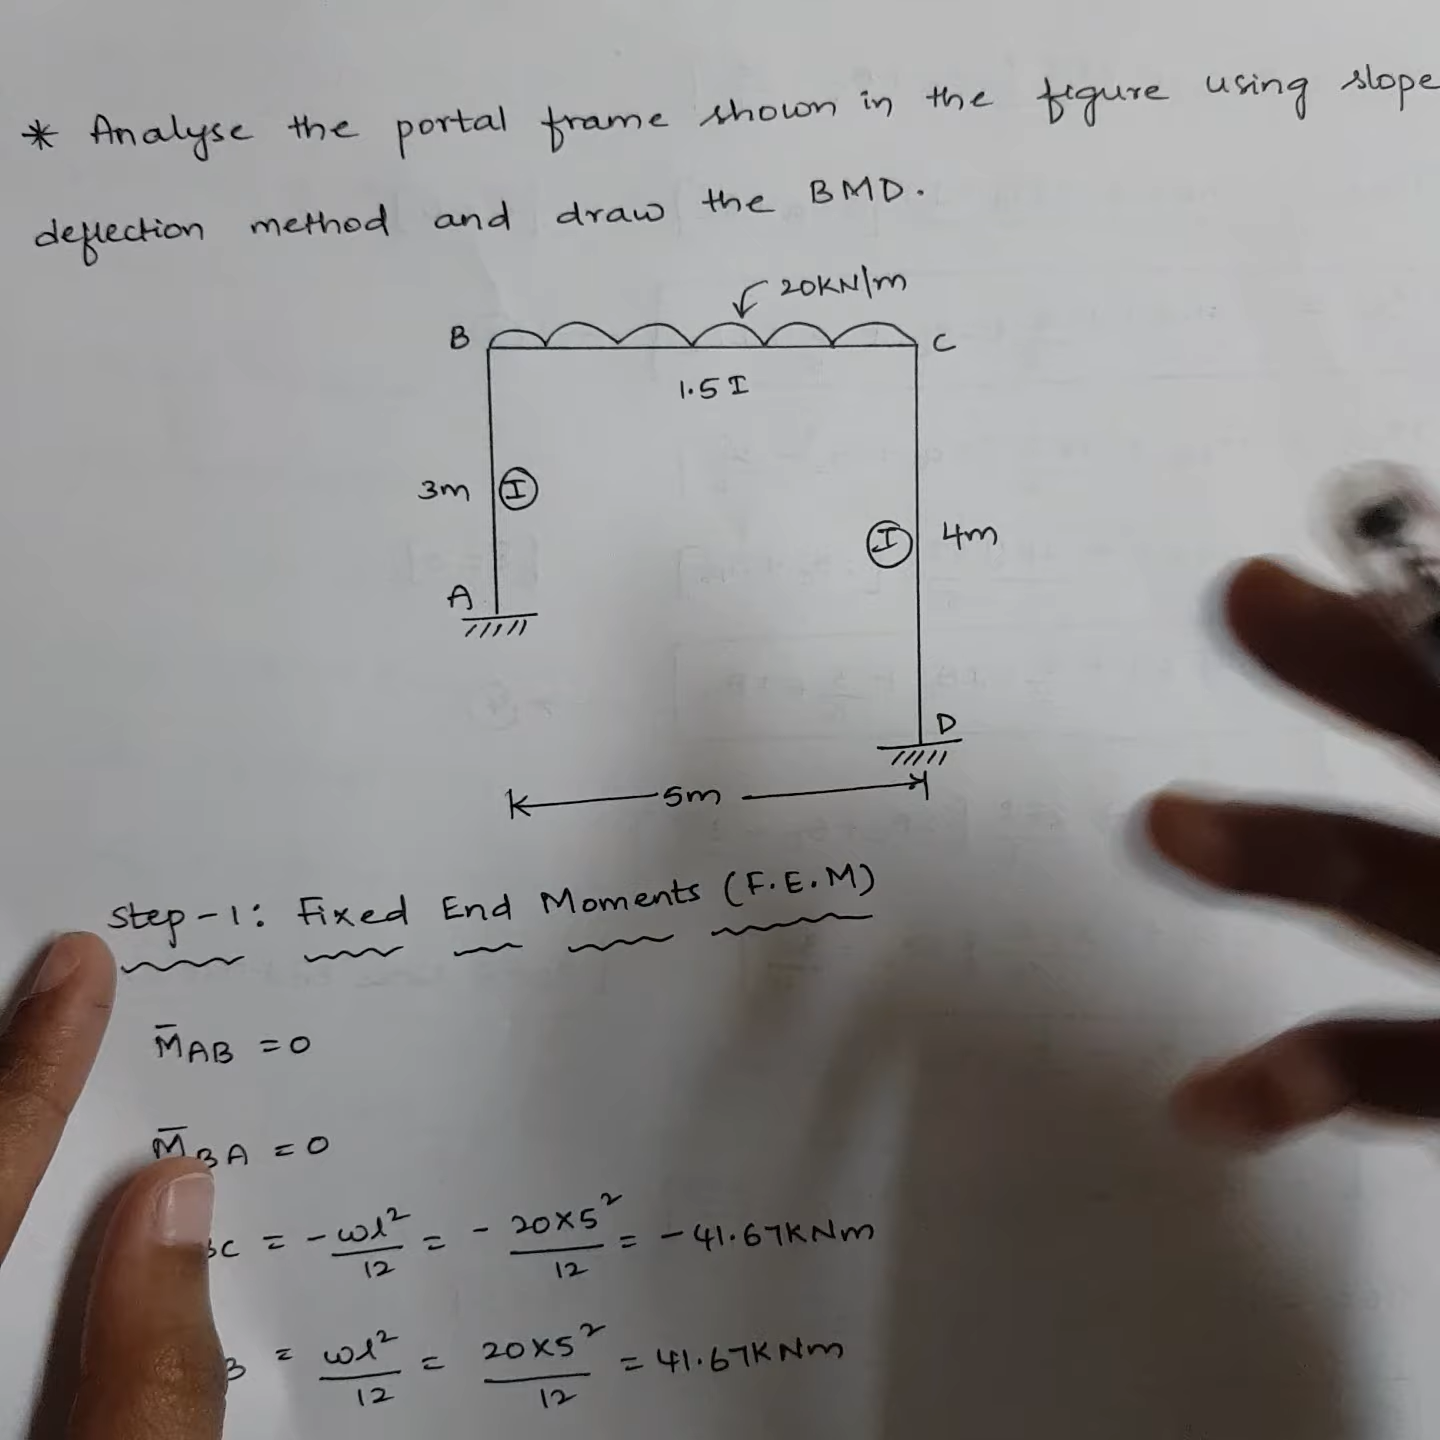 * Analyse the portal frame shown in the figure using slope
deflection method and draw the BMD.
20KN/m
B
C
1.5 I
3m
I
I
4m
A
D
5m
Step-1: Fixed End Moments (F.E.M)
M̄AB = 0
M̄BA = 0
BC = -wl²/12 = - 20×5²/12 = -41.67KNm
B = wl²/12 = 20×5²/12 = 41.67KNm